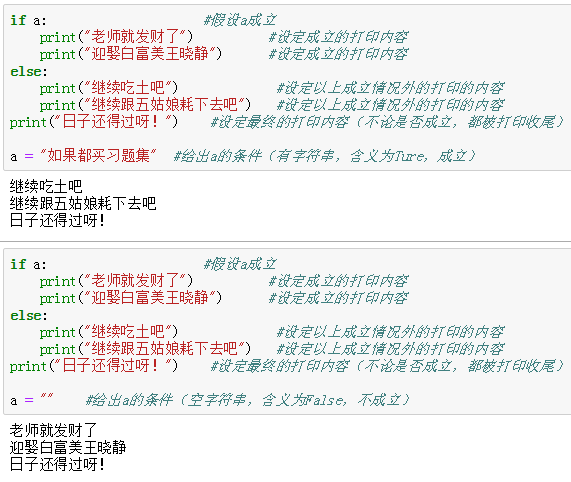 if a:                    #假设a成立
    print("老师就发财了")          #设定成立的打印内容
    print("迎娶白富美王晓静")      #设定成立的打印内容
else:
    print("继续吃土吧")             #设定以上成立情况外的打印的内容
    print("继续跟五姑娘耗下去吧")   #设定以上成立情况外的打印的内容
print("日子还得过呀！")    #设定最终的打印内容（不论是否成立，都被打印收尾）
a = "如果都买习题集"  #给出a的条件（有字符串，含义为Ture，成立）
继续吃土吧
继续跟五姑娘耗下去吧
日子还得过呀！
if a:                    #假设a成立
    print("老师就发财了")          #设定成立的打印内容
    print("迎娶白富美王晓静")      #设定成立的打印内容
else:
    print("继续吃土吧")             #设定以上成立情况外的打印的内容
    print("继续跟五姑娘耗下去吧")   #设定以上成立情况外的打印的内容
print("日子还得过呀！")    #设定最终的打印内容（不论是否成立，都被打印收尾）
a = ""    #给出a的条件（空字符串，含义为False，不成立）
老师就发财了
迎娶白富美王晓静
日子还得过呀！